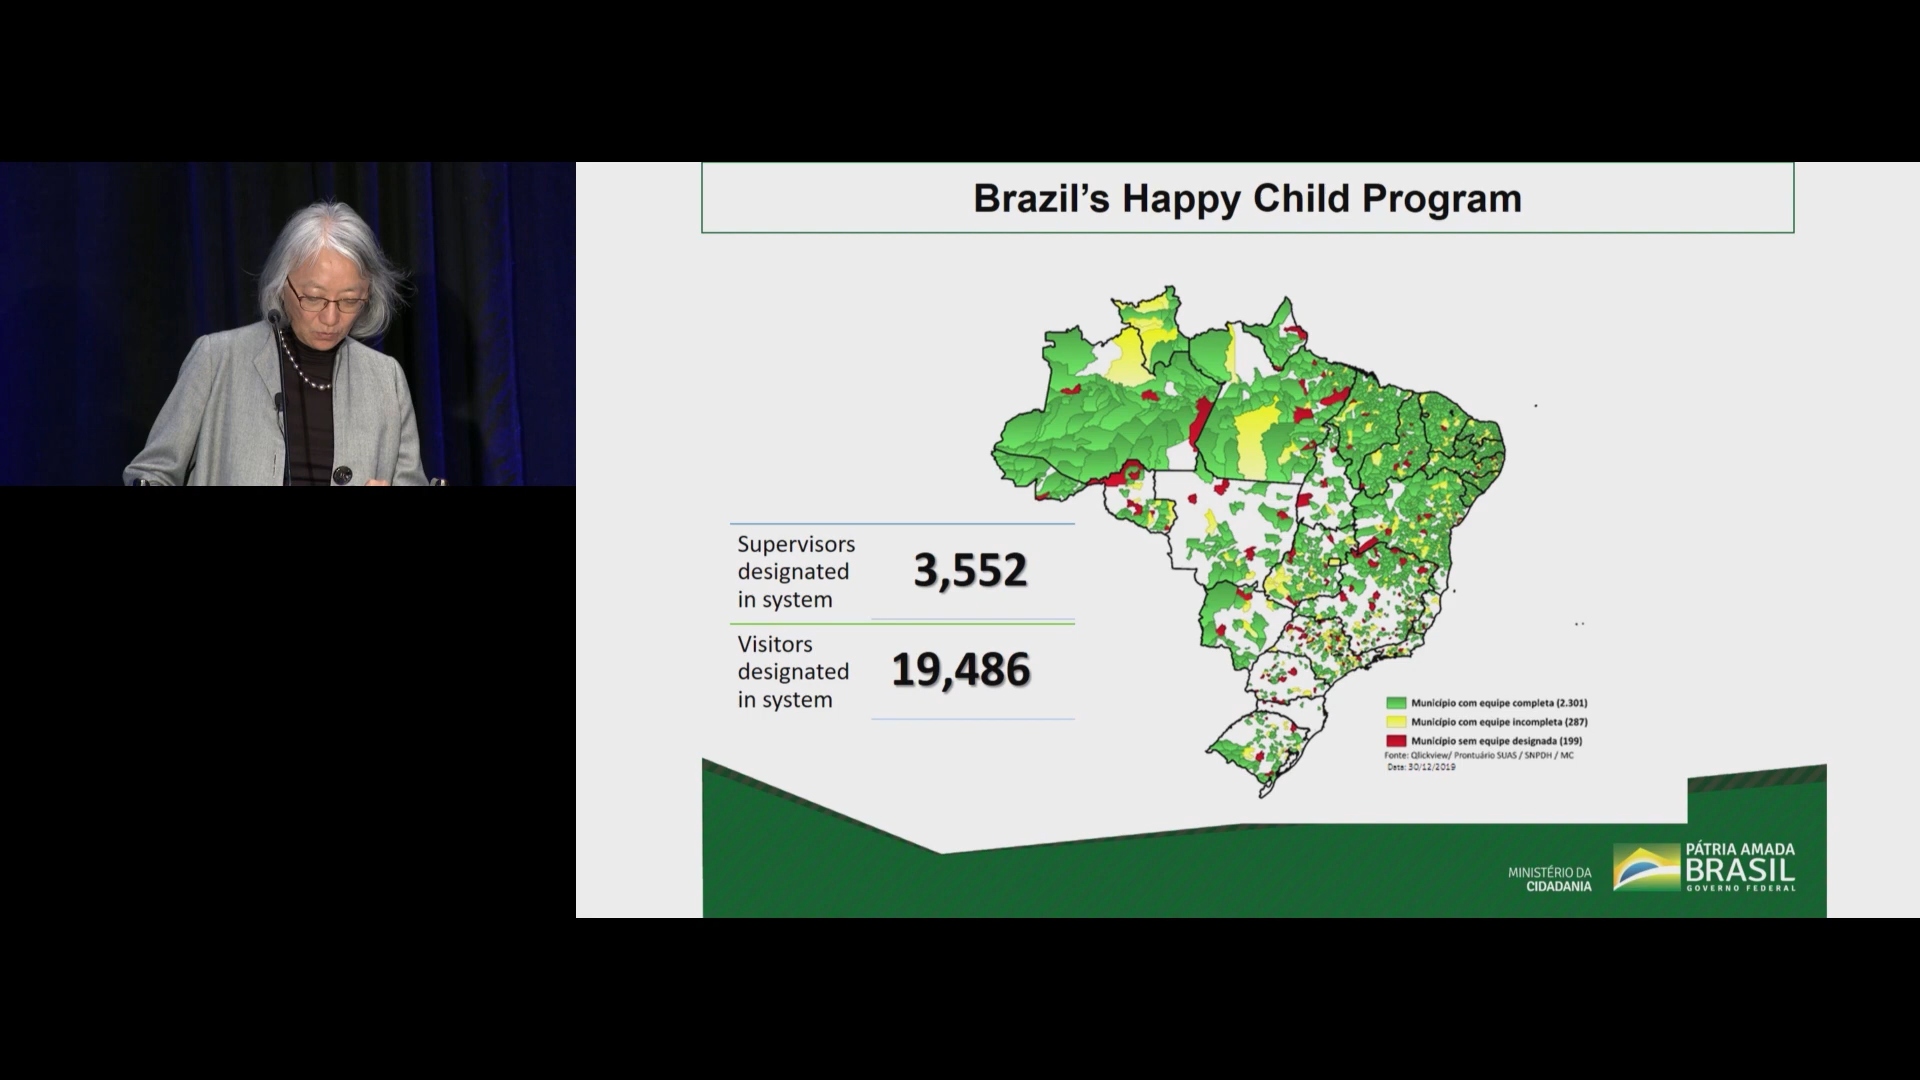 Brazil’s Happy Child Program
Supervisors
designated
in system
3,552
Visitors
designated
in system
19,486
Município com equipe completa (2.301)
Município com equipe incompleta (287)
Município sem equipe designada (199)
Fonte: Qlickview/ Prontuário SUAS / SNPDH / MC
Data: 30/12/2019
MINISTÉRIO DA
CIDADANIA
PÁTRIA AMADA
BRASIL
GOVERNO FEDERAL